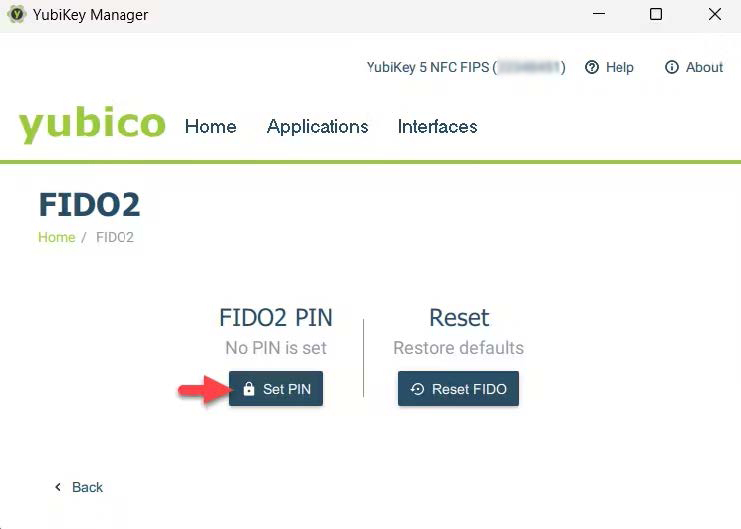 YubiKey Manager
YubiKey 5 NFC FIPS ( ) Help About
yubico Home Applications Interfaces
FIDO2
Home / FIDO2
FIDO2 PIN
No PIN is set
Set PIN
Reset
Restore defaults
Reset FIDO
Back